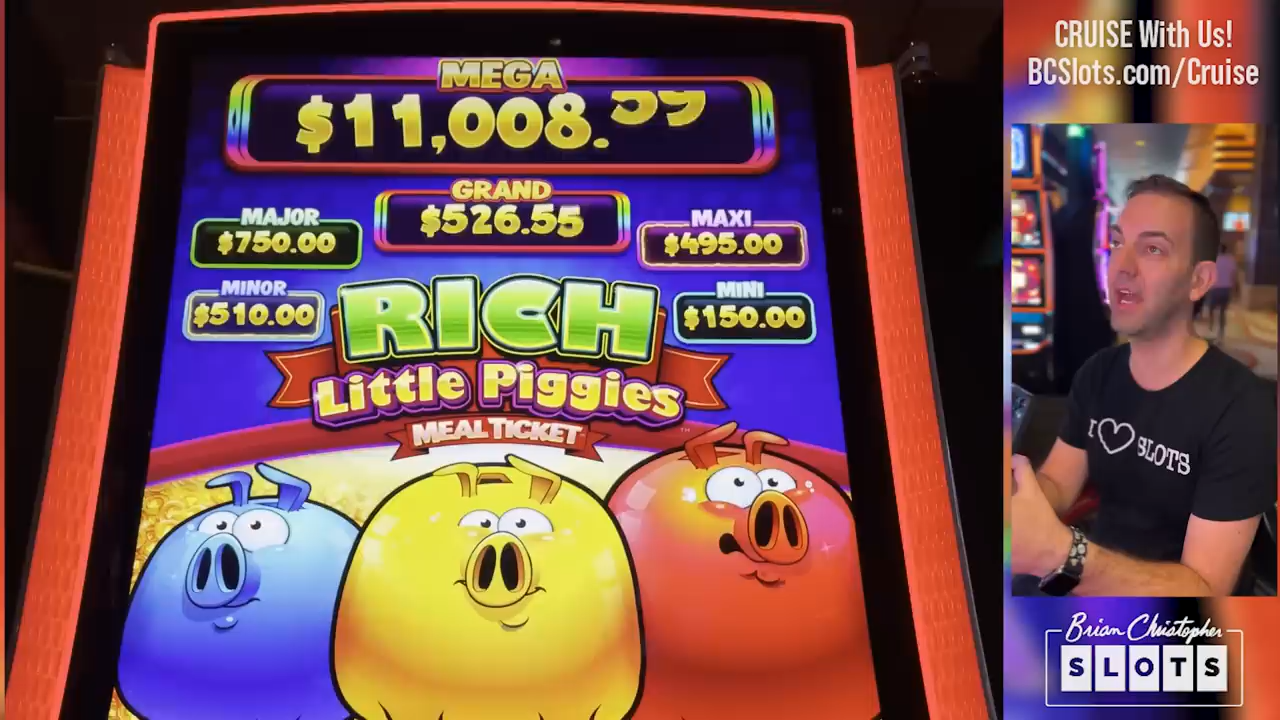 MEGA
$11,008.
GRAND
$526.55
MAJOR
$750.00
MAXI
$495.00
MINOR
$510.00
MINI
$150.00
RICH
Little Piggies
MEAL TICKET
CRUISE With Us!
BCSlots.com/Cruise
I SLOTS
Brian Christopher
SLOTS